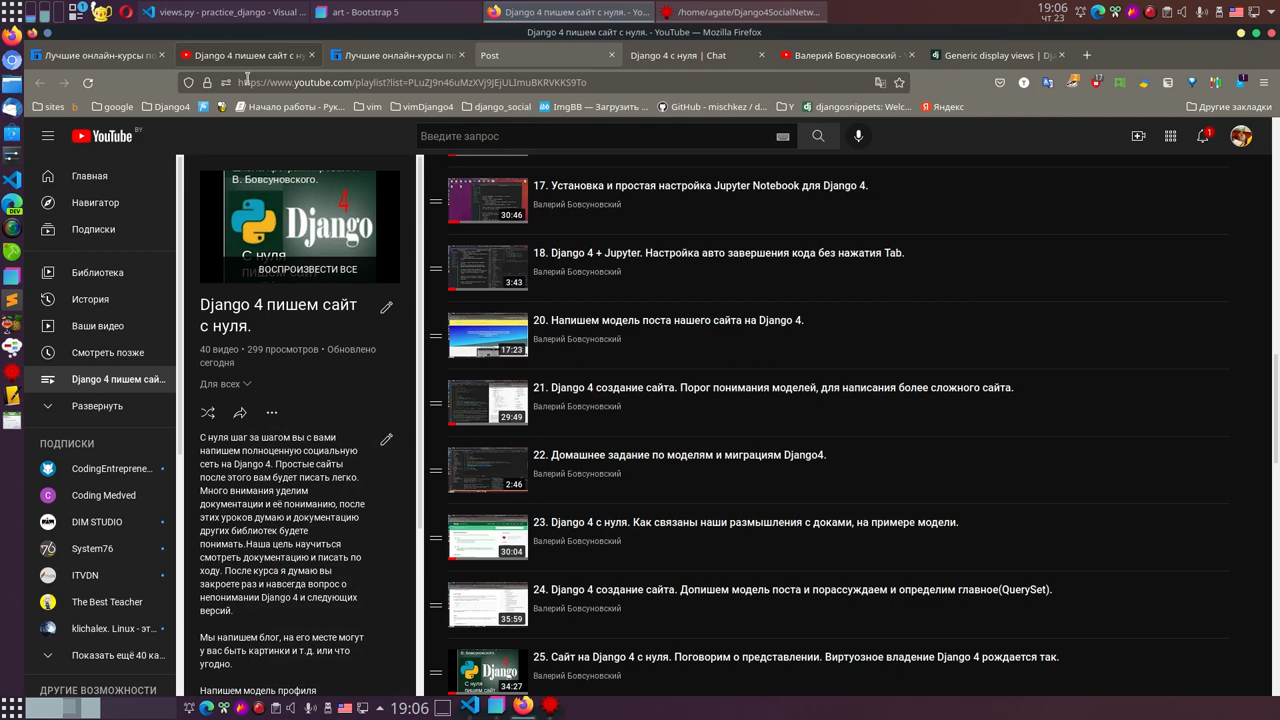 19:06
ЧТ 23
views.py - practice_django - Visual ...
art - Bootstrap 5
Django 4 пишем сайт с нуля. - Yo...
/home/agate/Django4SocialNetw...
Django 4 пишем сайт с нуля. - YouTube — Mozilla Firefox
Лучшие онлайн-курсы по
Django 4 пишем сайт с ну
Лучшие онлайн-курсы по
Post
Django 4 с нуля | Chat
Валерий Бовсуновский -
Generic display views | Dja
https://www.youtube.com/playlist?list=PLuZJ9n46uMzXVj9JEjULImuBKRVKKS9To
sites
b
google
Django4
Начало работы - Рук...
vim
vimDjango4
django_social
ImgBB — Загрузить ...
GitHub - mischkez / d...
Y
djangosnippets: Welc...
Яндекс
Другие закладки
YouTube BY
Введите запрос
1
Главная
Навигатор
Подписки
Библиотека
История
Ваши видео
Смотреть позже
Django 4 пишем сай...
Развернуть
ПОДПИСКИ
CodingEntreprene...
Coding Medved
DIM STUDIO
System76
ITVDN
The Best Teacher
klichalex. Linux - эт...
Показать ещё 40 ка...
ДРУГИЕ ВОЗМОЖНОСТИ
В. Бовсуновского.
4
Django
С нуля
ВОСПРОИЗВЕСТИ ВСЕ
Django 4 пишем сайт
с нуля.
40 видео • 299 просмотров • Обновлено
сегодня
Для всех
С нуля шаг за шагом вы с вами
напишем полноценную социальную
сеть на Django 4. Простые сайты
после этого вам будет писать легко.
Много внимания уделим
документации и её пониманию, после
этих уроков, думаю и документацию
других библиотек будете
понимать.Наша цель научиться
смотреть документацию и писать по
ходу. После курса я думаю вы
закроете раз и навсегда вопрос о
непонимании Django 4 и следующих
версий.
Мы напишем блог, на его месте могут
у вас быть картинки и т.д. или что
угодно.
Напишем модель профиля
17. Установка и простая настройка Jupyter Notebook для Django 4.
Валерий Бовсуновский
30:46
18. Django 4 + Jupyter. Настройка авто завершения кода без нажатия Tab.
Валерий Бовсуновский
3:43
20. Напишем модель поста нашего сайта на Django 4.
Валерий Бовсуновский
17:23
21. Django 4 создание сайта. Порог понимания моделей, для написания более сложного сайта.
Валерий Бовсуновский
29:49
22. Домашнее задание по моделям и миграциям Django4.
Валерий Бовсуновский
2:46
23. Django 4 с нуля. Как связаны наши размышления с доками, на примере модели.
Валерий Бовсуновский
30:04
24. Django 4 создание сайта. Допишем модель поста и порассуждаем и определим главное(QuerySet).
Валерий Бовсуновский
35:59
25. Сайт на Django 4 с нуля. Поговорим о представлении. Виртуозное знание Django 4 рождается так.
Валерий Бовсуновский
34:27
19:06